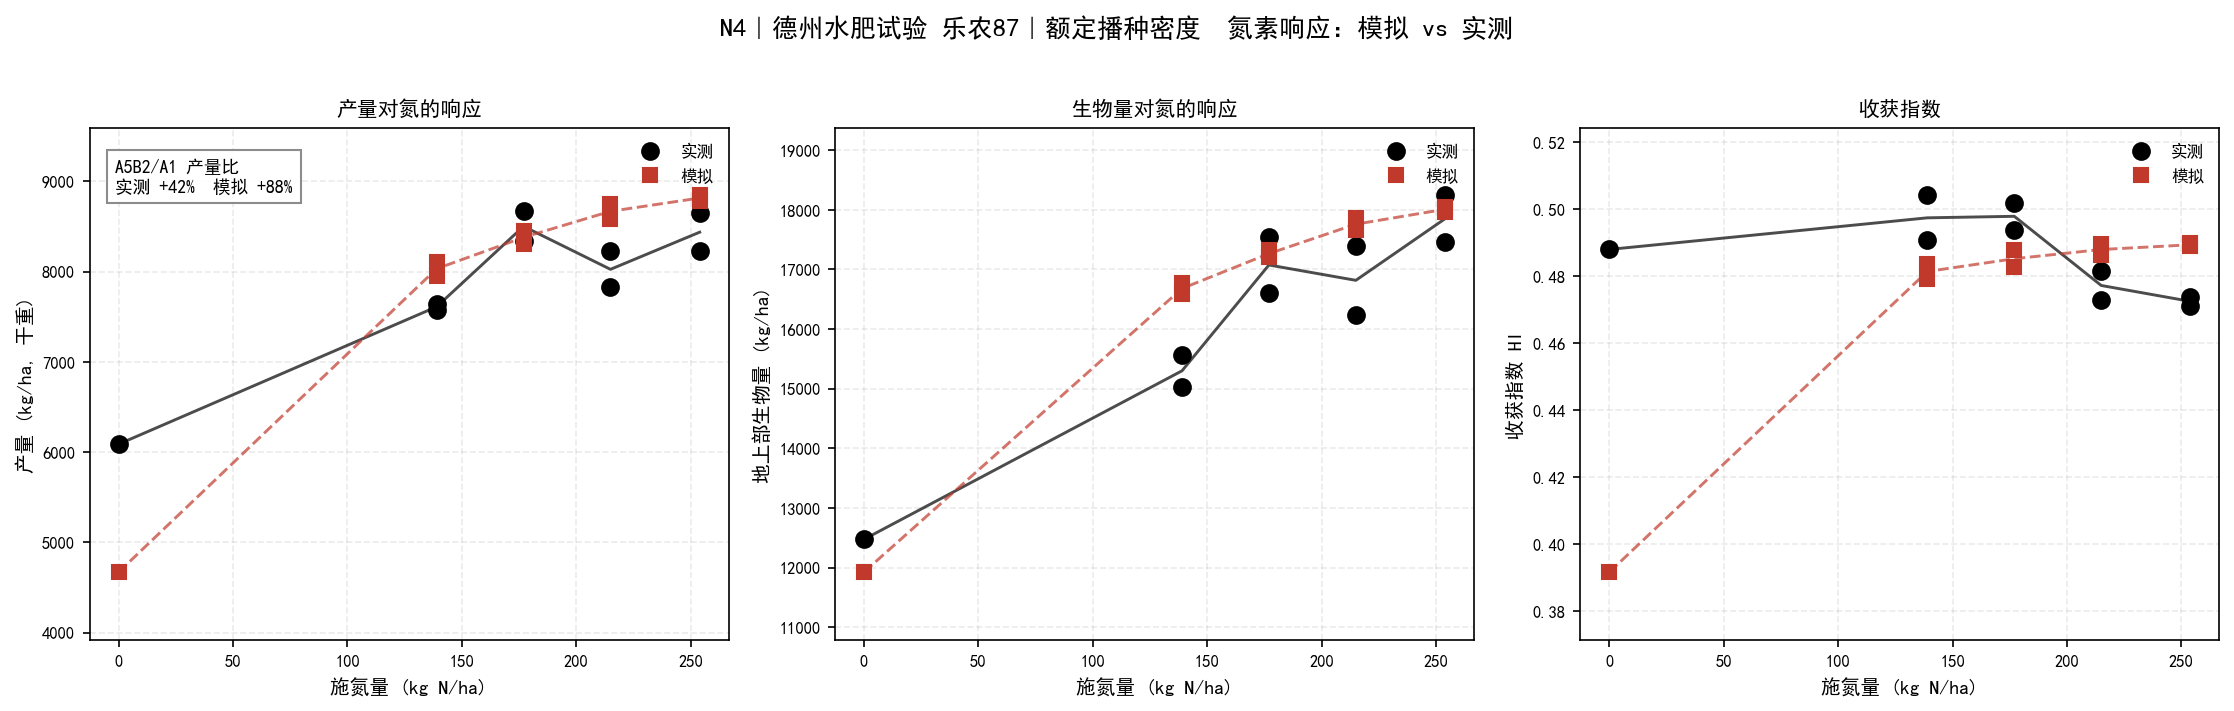 N4｜德州水肥试验 乐农87｜额定播种密度  氮素响应：模拟 vs 实测
产量对氮的响应
A5B2/A1 产量比
实测 +42%  模拟 +88%
实测
模拟
产量 (kg/ha, 干重)
9000
8000
7000
6000
5000
4000
0 50 100 150 200 250
施氮量 (kg N/ha)
生物量对氮的响应
实测
模拟
地上部生物量 (kg/ha)
19000
18000
17000
16000
15000
14000
13000
12000
11000
0 50 100 150 200 250
施氮量 (kg N/ha)
收获指数
实测
模拟
收获指数 HI
0.52
0.50
0.48
0.46
0.44
0.42
0.40
0.38
0 50 100 150 200 250
施氮量 (kg N/ha)